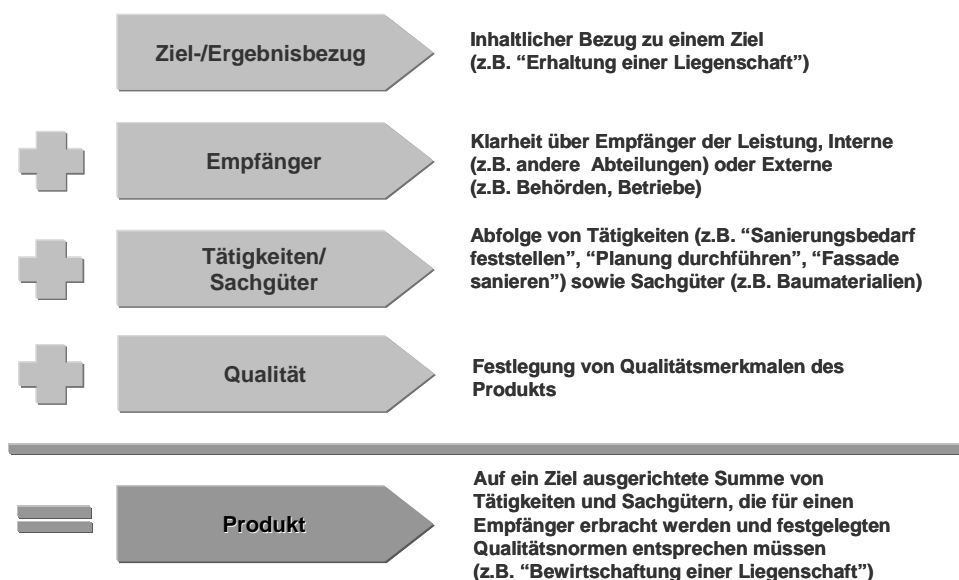 Ziel-/Ergebnisbezug
Inhaltlicher Bezug zu einem Ziel
(z.B. “Erhaltung einer Liegenschaft”)
Empfänger
Klarheit über Empfänger der Leistung, Interne
(z.B. andere Abteilungen) oder Externe
(z.B. Behörden, Betriebe)
Tätigkeiten/
Sachgüter
Abfolge von Tätigkeiten (z.B. “Sanierungsbedarf
feststellen”, “Planung durchführen”, “Fassade
sanieren”) sowie Sachgüter (z.B. Baumaterialien)
Qualität
Festlegung von Qualitätsmerkmalen des
Produkts
Produkt
Auf ein Ziel ausgerichtete Summe von
Tätigkeiten und Sachgütern, die für einen
Empfänger erbracht werden und festgelegten
Qualitätsnormen entsprechen müssen
(z.B. “Bewirtschaftung einer Liegenschaft”)